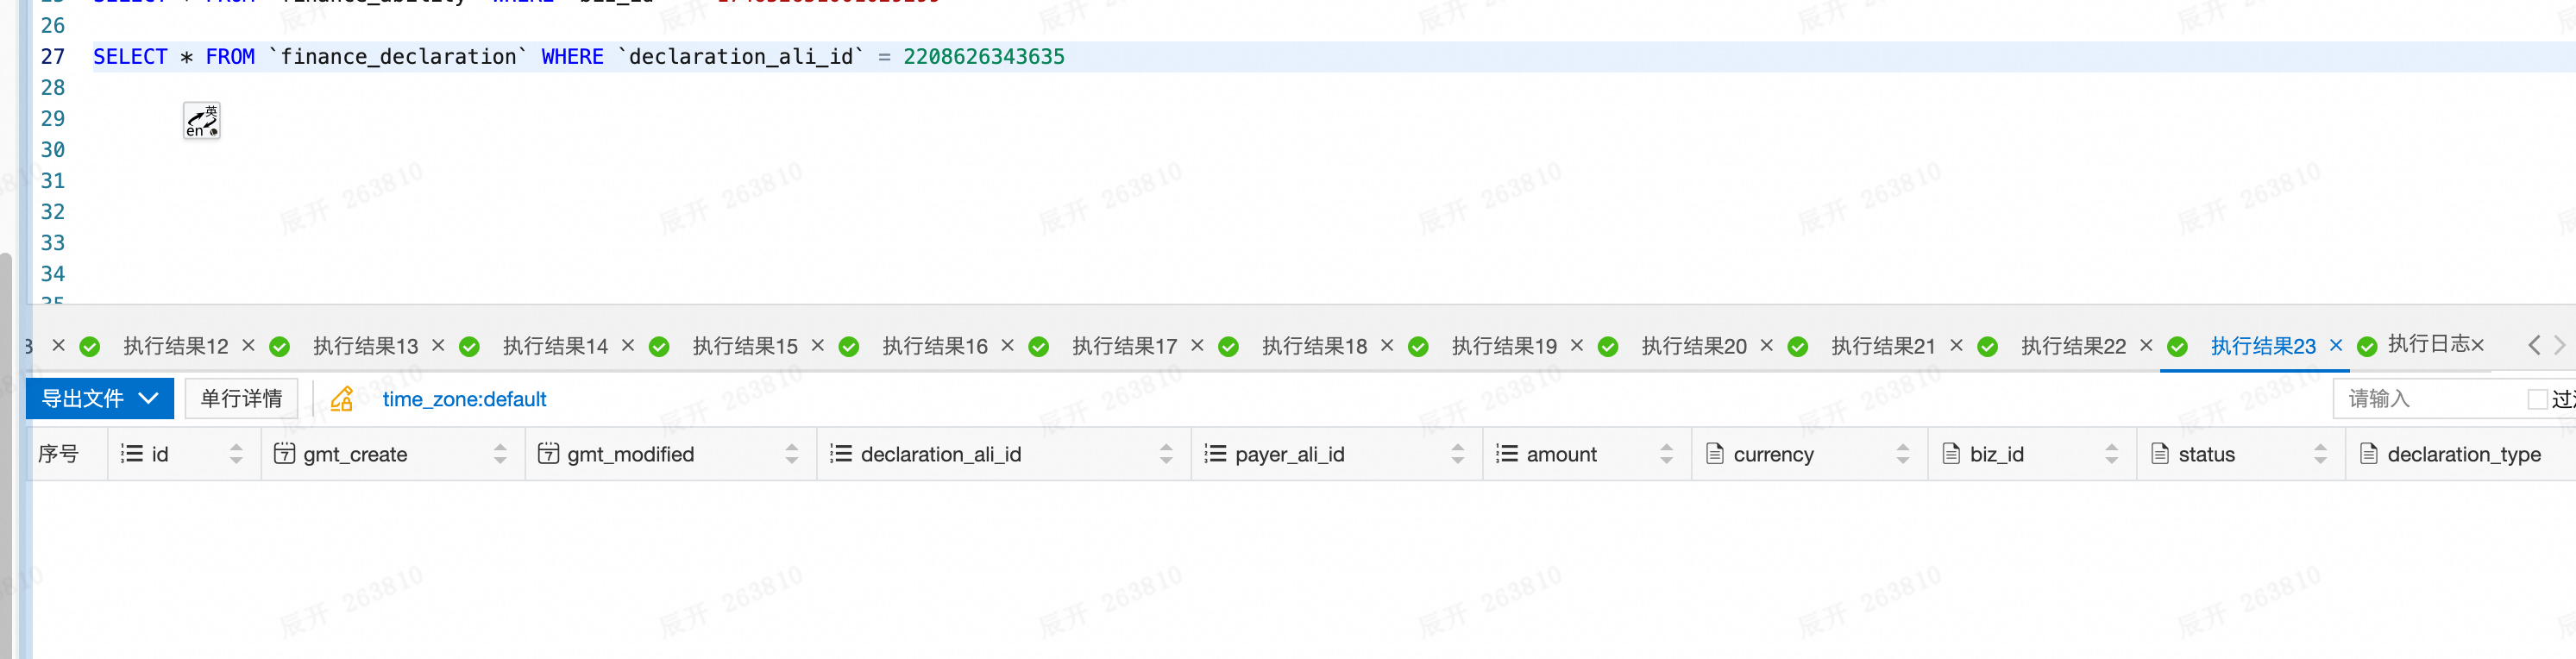 26
27 SELECT * FROM `finance_declaration` WHERE `declaration_ali_id` = 2208626343635
28
29
英
en
30
31
32
33
34
35
执行结果12 执行结果13 执行结果14 执行结果15 执行结果16 执行结果17 执行结果18 执行结果19 执行结果20 执行结果21 执行结果22 执行结果23 执行日志
导出文件 单行详情 time_zone:default 请输入
序号 id gmt_create gmt_modified declaration_ali_id payer_ali_id amount currency biz_id status declaration_type
辰开 263810